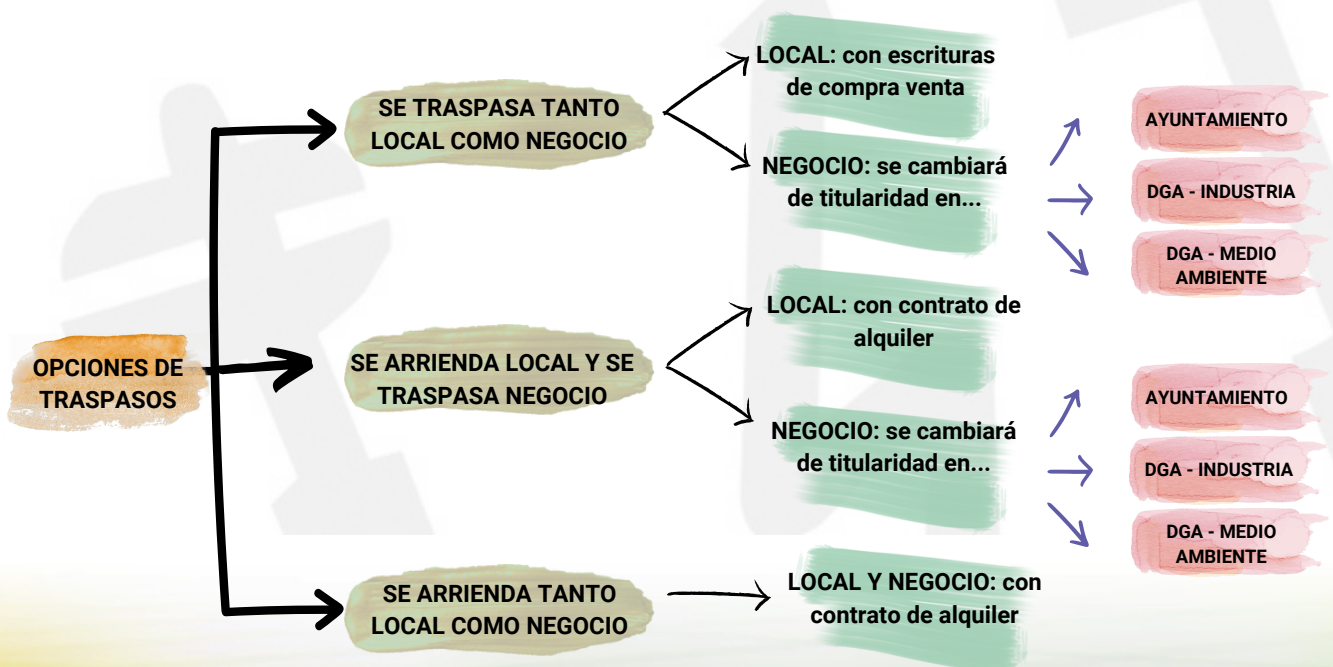 OPCIONES DE
TRASPASOS
SE TRASPASA TANTO
LOCAL COMO NEGOCIO
LOCAL: con escrituras
de compra venta
NEGOCIO: se cambiará
de titularidad en...
AYUNTAMIENTO
DGA - INDUSTRIA
DGA - MEDIO
AMBIENTE
SE ARRIENDA LOCAL Y SE
TRASPASA NEGOCIO
LOCAL: con contrato de
alquiler
NEGOCIO: se cambiará
de titularidad en...
AYUNTAMIENTO
DGA - INDUSTRIA
DGA - MEDIO
AMBIENTE
SE ARRIENDA TANTO
LOCAL COMO NEGOCIO
LOCAL Y NEGOCIO: con
contrato de alquiler